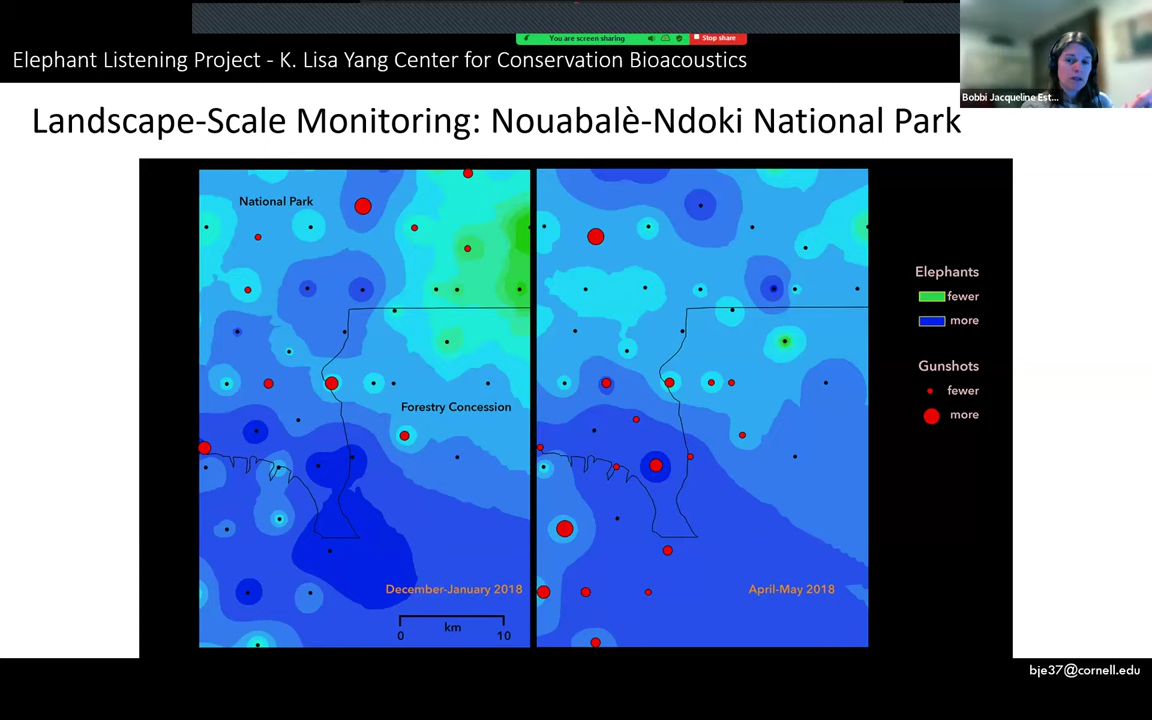 You are screen sharing
Stop share
Elephant Listening Project - K. Lisa Yang Center for Conservation Bioacoustics
Bobbi Jacqueline Est...
Landscape-Scale Monitoring: Nouabalè-Ndoki National Park
National Park
Forestry Concession
December-January 2018
0 km 10
April-May 2018
Elephants
fewer
more
Gunshots
fewer
more
bje37@cornell.edu